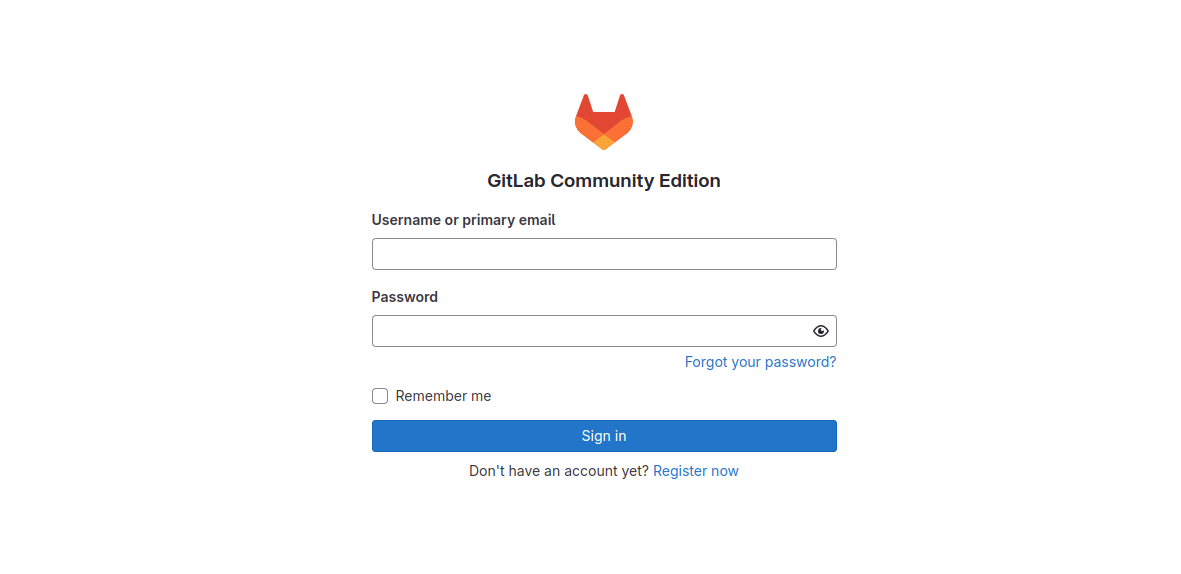 GitLab Community Edition
Username or primary email
Password
Forgot your password?
Remember me
Sign in
Don't have an account yet? Register now